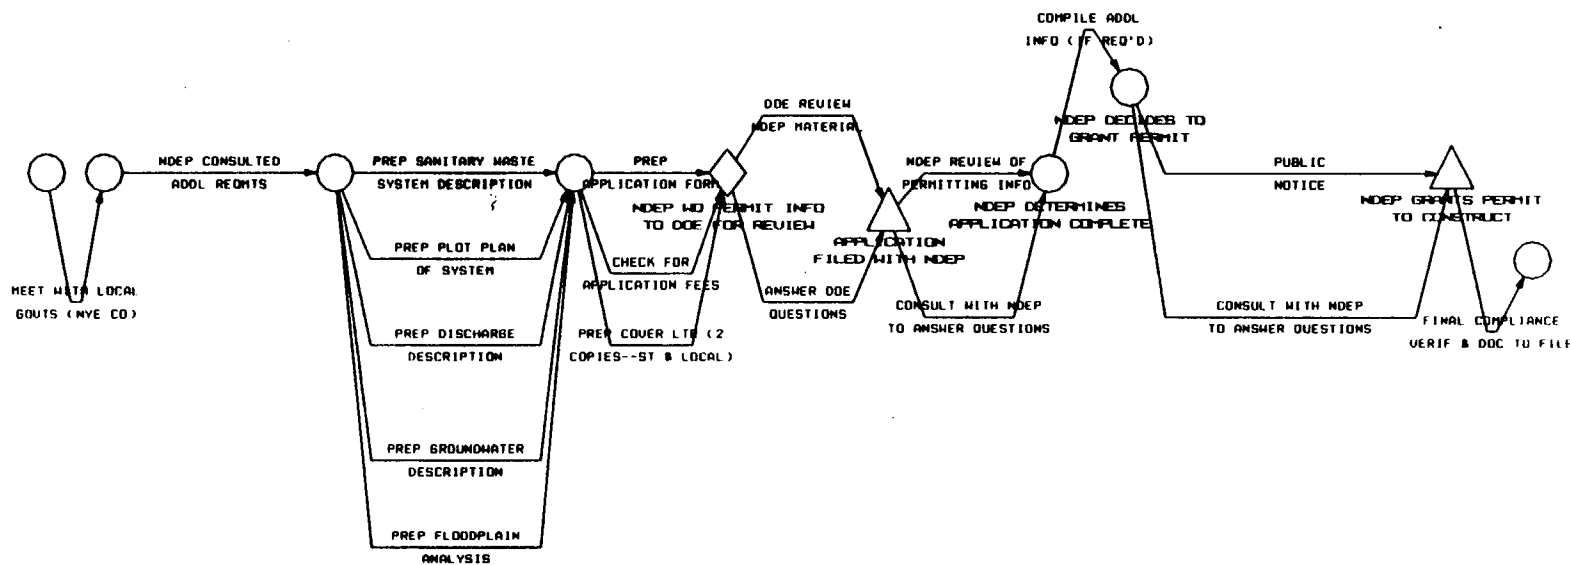 COMPILE ADDL
INFO (IF REQ'D)
DOE REVIEW
NDEP MATERIAL
NDEP DECIDES TO
GRANT PERMIT
NDEP CONSULTED
ADDL REQMTS
PREP SANITARY WASTE
SYSTEM DESCRIPTION
PREP
APPLICATION FORM
NDEP REVIEW OF
PERMITTING INFO
PUBLIC
NOTICE
NDEP WD PERMIT INFO
TO DOE FOR REVIEW
NDEP DETERMINES
APPLICATION COMPLETE
NDEP GRANTS PERMIT
TO CONSTRUCT
PREP PLOT PLAN
OF SYSTEM
APPLICATION
FILED WITH NDEP
CHECK FOR
APPLICATION FEES
MEET WITH LOCAL
GOVTS (NYE CO)
ANSWER DOE
QUESTIONS
CONSULT WITH NDEP
TO ANSWER QUESTIONS
CONSULT WITH NDEP
TO ANSWER QUESTIONS
FINAL COMPLIANCE
VERIF & DOC TO FILE
PREP DISCHARGE
DESCRIPTION
PREP COVER LTR (2
COPIES--ST & LOCAL)
PREP GROUNDWATER
DESCRIPTION
PREP FLOODPLAIN
ANALYSIS